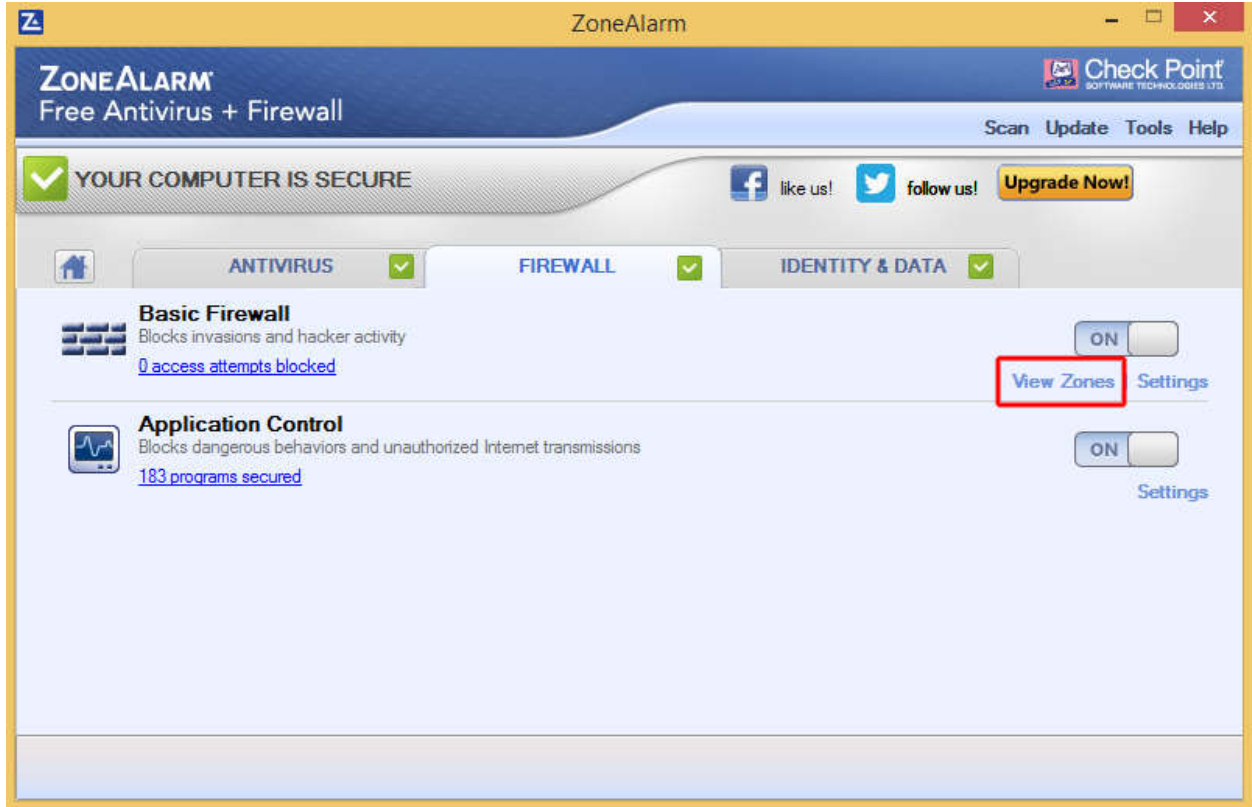 ZoneAlarm
ZONEALARM
Free Antivirus + Firewall
Check Point
SOFTWARE TECHNOLOGIES LTD.
Scan Update Tools Help
YOUR COMPUTER IS SECURE
like us! follow us! Upgrade Now!
ANTIVIRUS FIREWALL IDENTITY & DATA
Basic Firewall
Blocks invasions and hacker activity
0 access attempts blocked
ON
View Zones Settings
Application Control
Blocks dangerous behaviors and unauthorized Internet transmissions
183 programs secured
ON
Settings